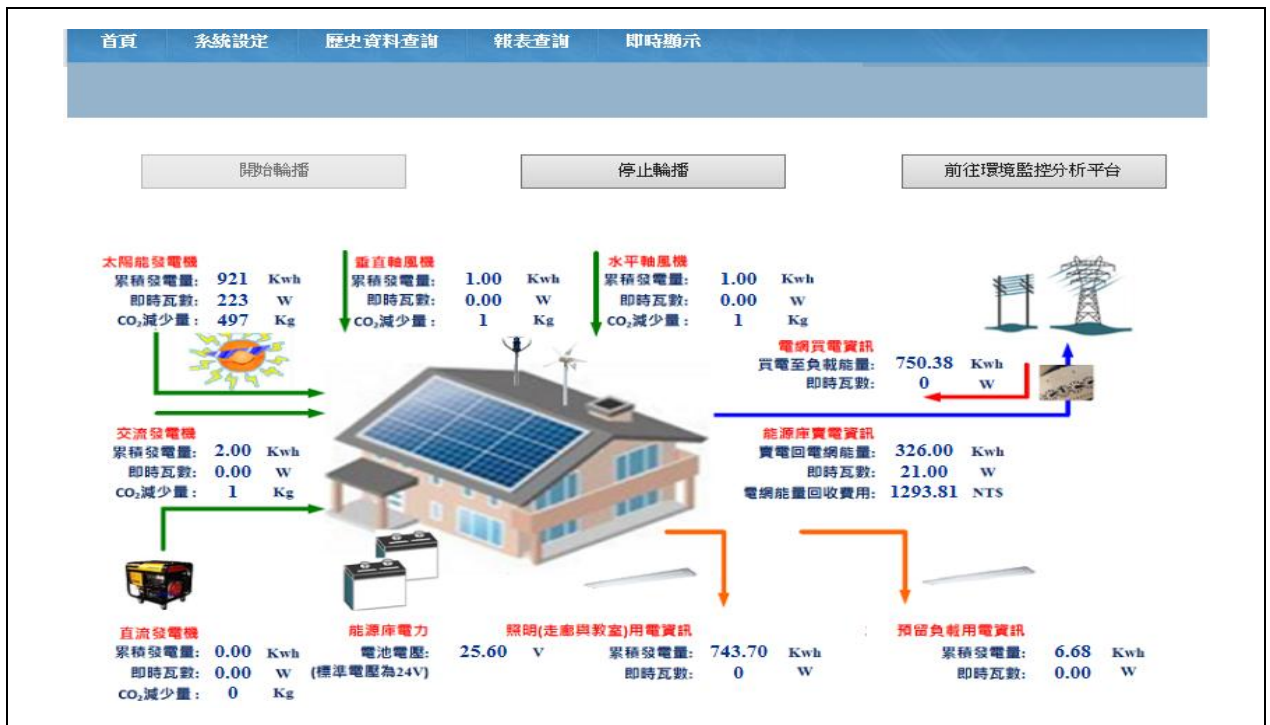 首頁 系統設定 歷史資料查詢 報表查詢 即時顯示
開始輪播 停止輪播 前往環境監控分析平台
太陽能發電機
累積發電量: 921 Kwh
即時瓦數: 223 W
CO₂減少量: 497 Kg
垂直軸風機
累積發電量: 1.00 Kwh
即時瓦數: 0.00 W
CO₂減少量: 1 Kg
水平軸風機
累積發電量: 1.00 Kwh
即時瓦數: 0.00 W
CO₂減少量: 1 Kg
電網買電資訊
買電至負載能量: 750.38 Kwh
即時瓦數: 0 W
交流發電機
累積發電量: 2.00 Kwh
即時瓦數: 0.00 W
CO₂減少量: 1 Kg
能源庫賣電資訊
賣電回電網能量: 326.00 Kwh
即時瓦數: 21.00 W
電網能量回收費用: 1293.81 NTS
直流發電機
累積發電量: 0.00 Kwh
即時瓦數: 0.00 W
CO₂減少量: 0 Kg
能源庫電力
電池電壓: 25.60 V
(標準電壓為24V)
照明(走廊與教室)用電資訊
累積發電量: 743.70 Kwh
即時瓦數: 0 W
預留負載用電資訊
累積發電量: 6.68 Kwh
即時瓦數: 0.00 W